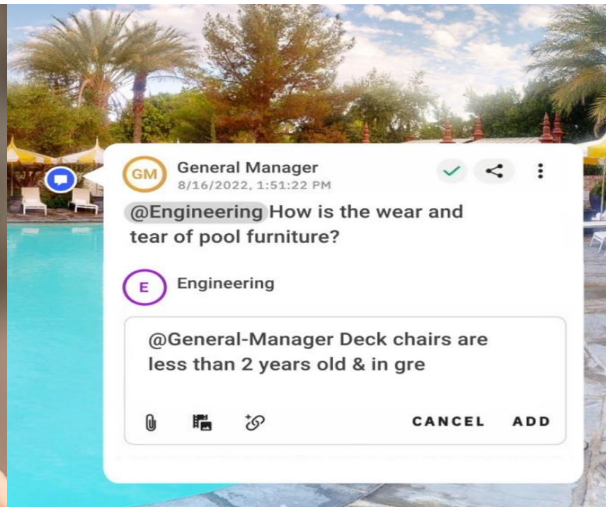 GM
General Manager
8/16/2022, 1:51:22 PM
@Engineering How is the wear and
tear of pool furniture?
E
Engineering
@General-Manager Deck chairs are
less than 2 years old & in gre
CANCEL ADD